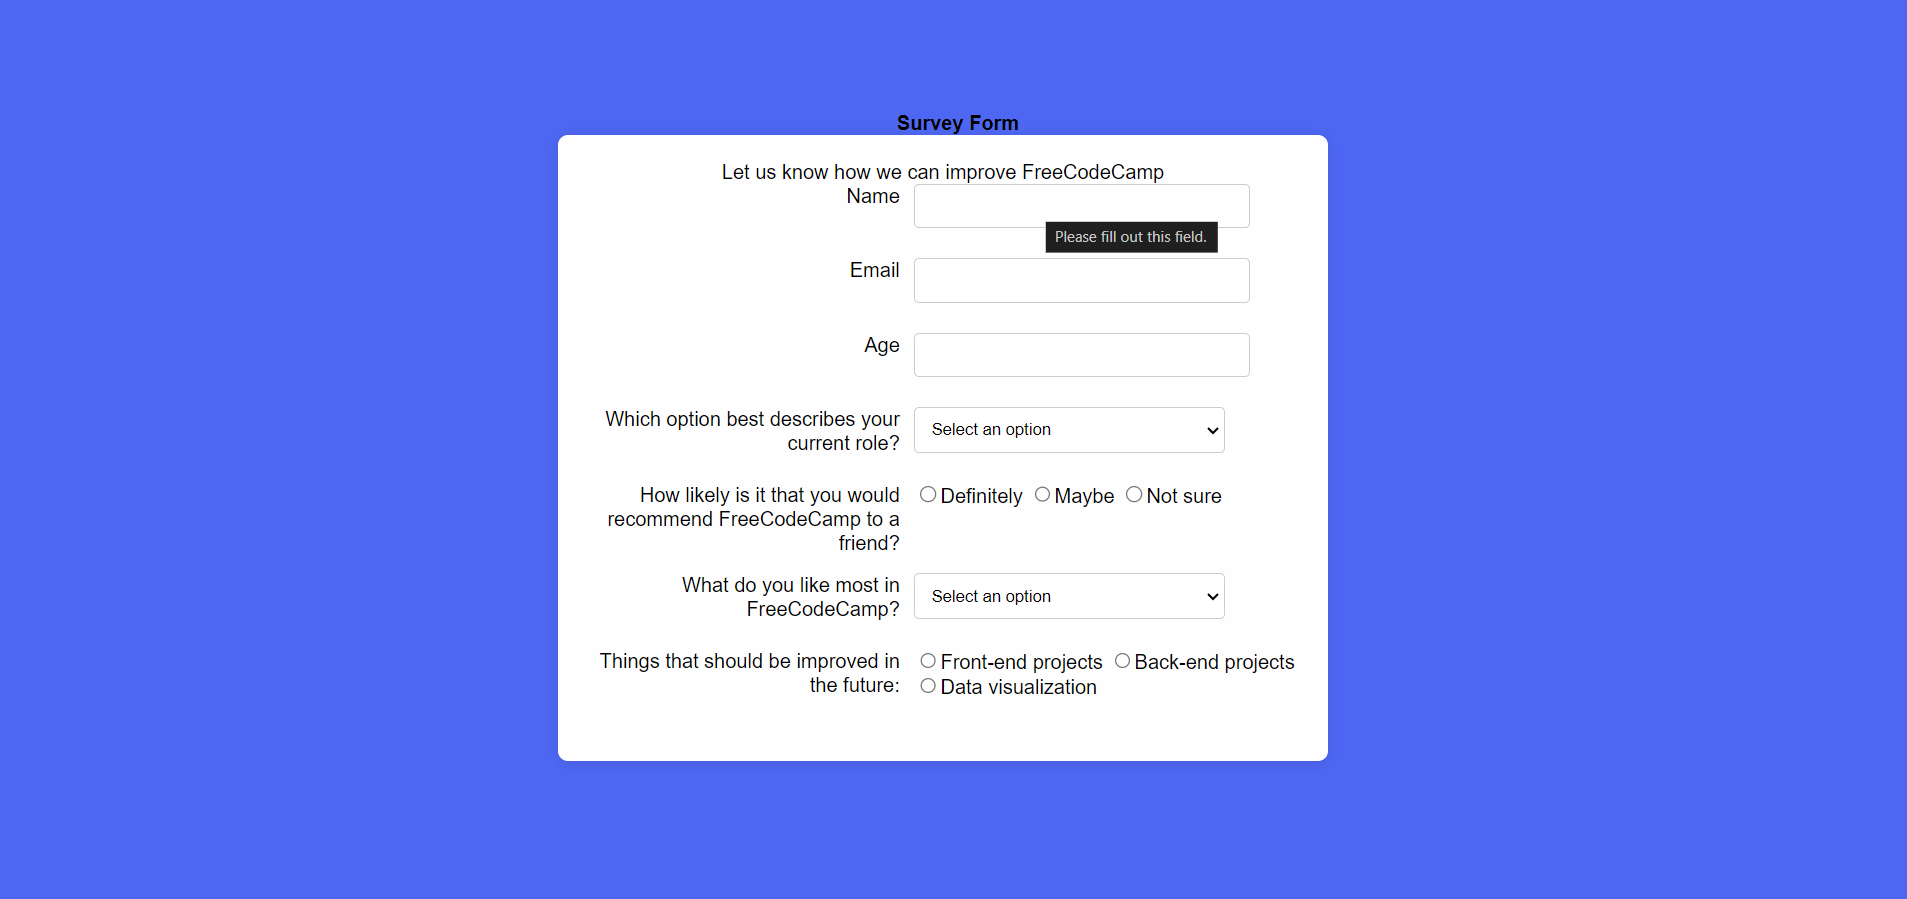 Survey Form
Let us know how we can improve FreeCodeCamp
Name
Please fill out this field.
Email
Age
Which option best describes your
current role?
Select an option
How likely is it that you would
recommend FreeCodeCamp to a
friend?
Definitely Maybe Not sure
What do you like most in
FreeCodeCamp?
Select an option
Things that should be improved in
the future:
Front-end projects Back-end projects
Data visualization